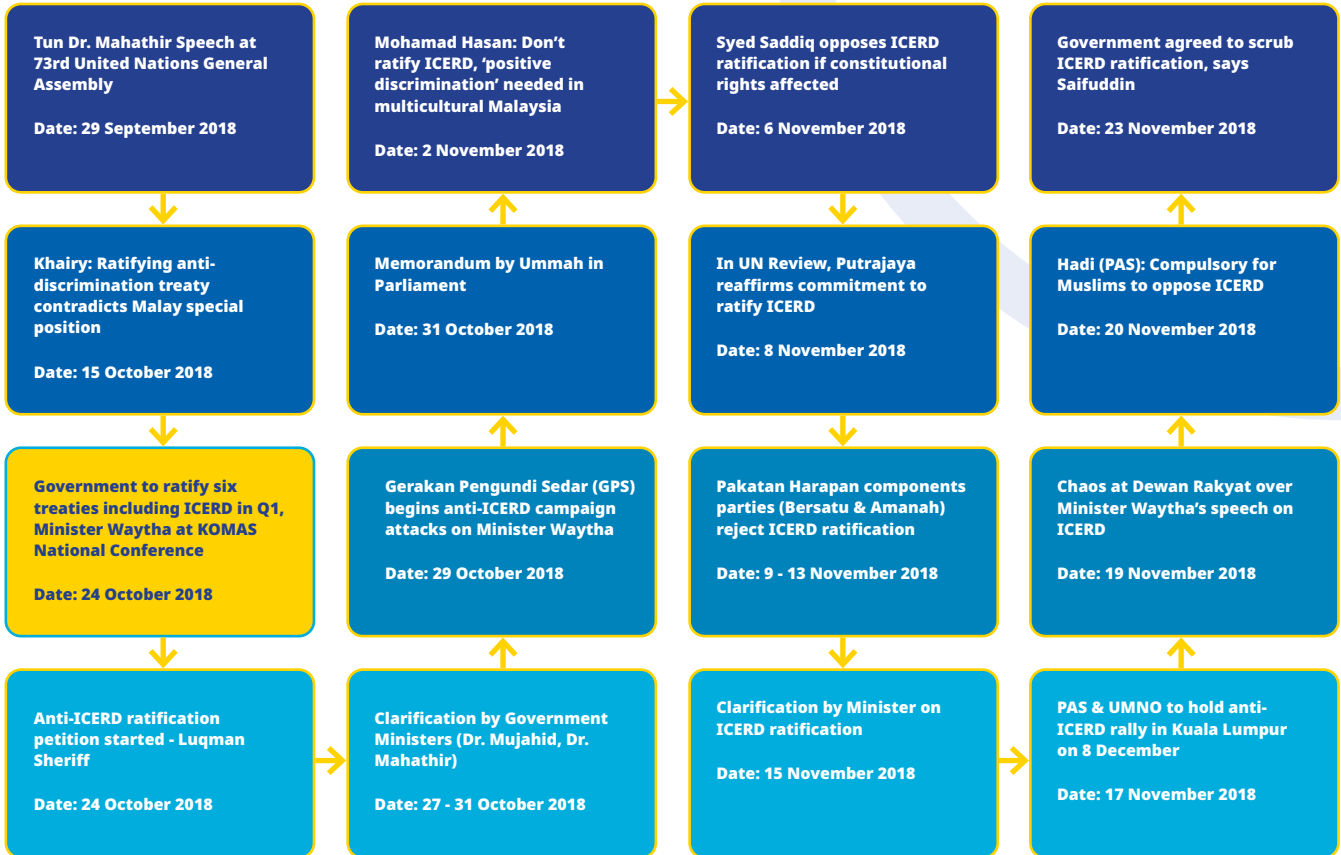 Tun Dr. Mahathir Speech at
73rd United Nations General
Assembly
Date: 29 September 2018
Khairy: Ratifying anti-
discrimination treaty
contradicts Malay special
position
Date: 15 October 2018
Government to ratify six
treaties including ICERD in Q1,
Minister Waytha at KOMAS
National Conference
Date: 24 October 2018
Anti-ICERD ratification
petition started - Luqman
Sheriff
Date: 24 October 2018
Clarification by Government
Ministers (Dr. Mujahid, Dr.
Mahathir)
Date: 27 - 31 October 2018
Gerakan Pengundi Sedar (GPS)
begins anti-ICERD campaign
attacks on Minister Waytha
Date: 29 October 2018
Memorandum by Ummah in
Parliament
Date: 31 October 2018
Mohamad Hasan: Don’t
ratify ICERD, ‘positive
discrimination’ needed in
multicultural Malaysia
Date: 2 November 2018
Syed Saddiq opposes ICERD
ratification if constitutional
rights affected
Date: 6 November 2018
In UN Review, Putrajaya
reaffirms commitment to
ratify ICERD
Date: 8 November 2018
Pakatan Harapan components
parties (Bersatu & Amanah)
reject ICERD ratification
Date: 9 - 13 November 2018
Clarification by Minister on
ICERD ratification
Date: 15 November 2018
PAS & UMNO to hold anti-
ICERD rally in Kuala Lumpur
on 8 December
Date: 17 November 2018
Chaos at Dewan Rakyat over
Minister Waytha’s speech on
ICERD
Date: 19 November 2018
Hadi (PAS): Compulsory for
Muslims to oppose ICERD
Date: 20 November 2018
Government agreed to scrub
ICERD ratification, says
Saifuddin
Date: 23 November 2018